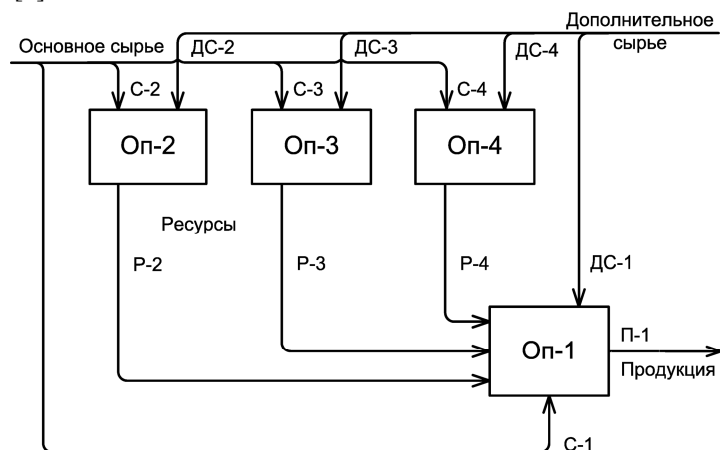 Дополнительное
сырье
Основное сырье
ДС-2
ДС-3
ДС-4
С-2
С-3
С-4
Оп-2
Оп-3
Оп-4
Ресурсы
Р-2
Р-3
Р-4
ДС-1
Оп-1
П-1
Продукция
С-1